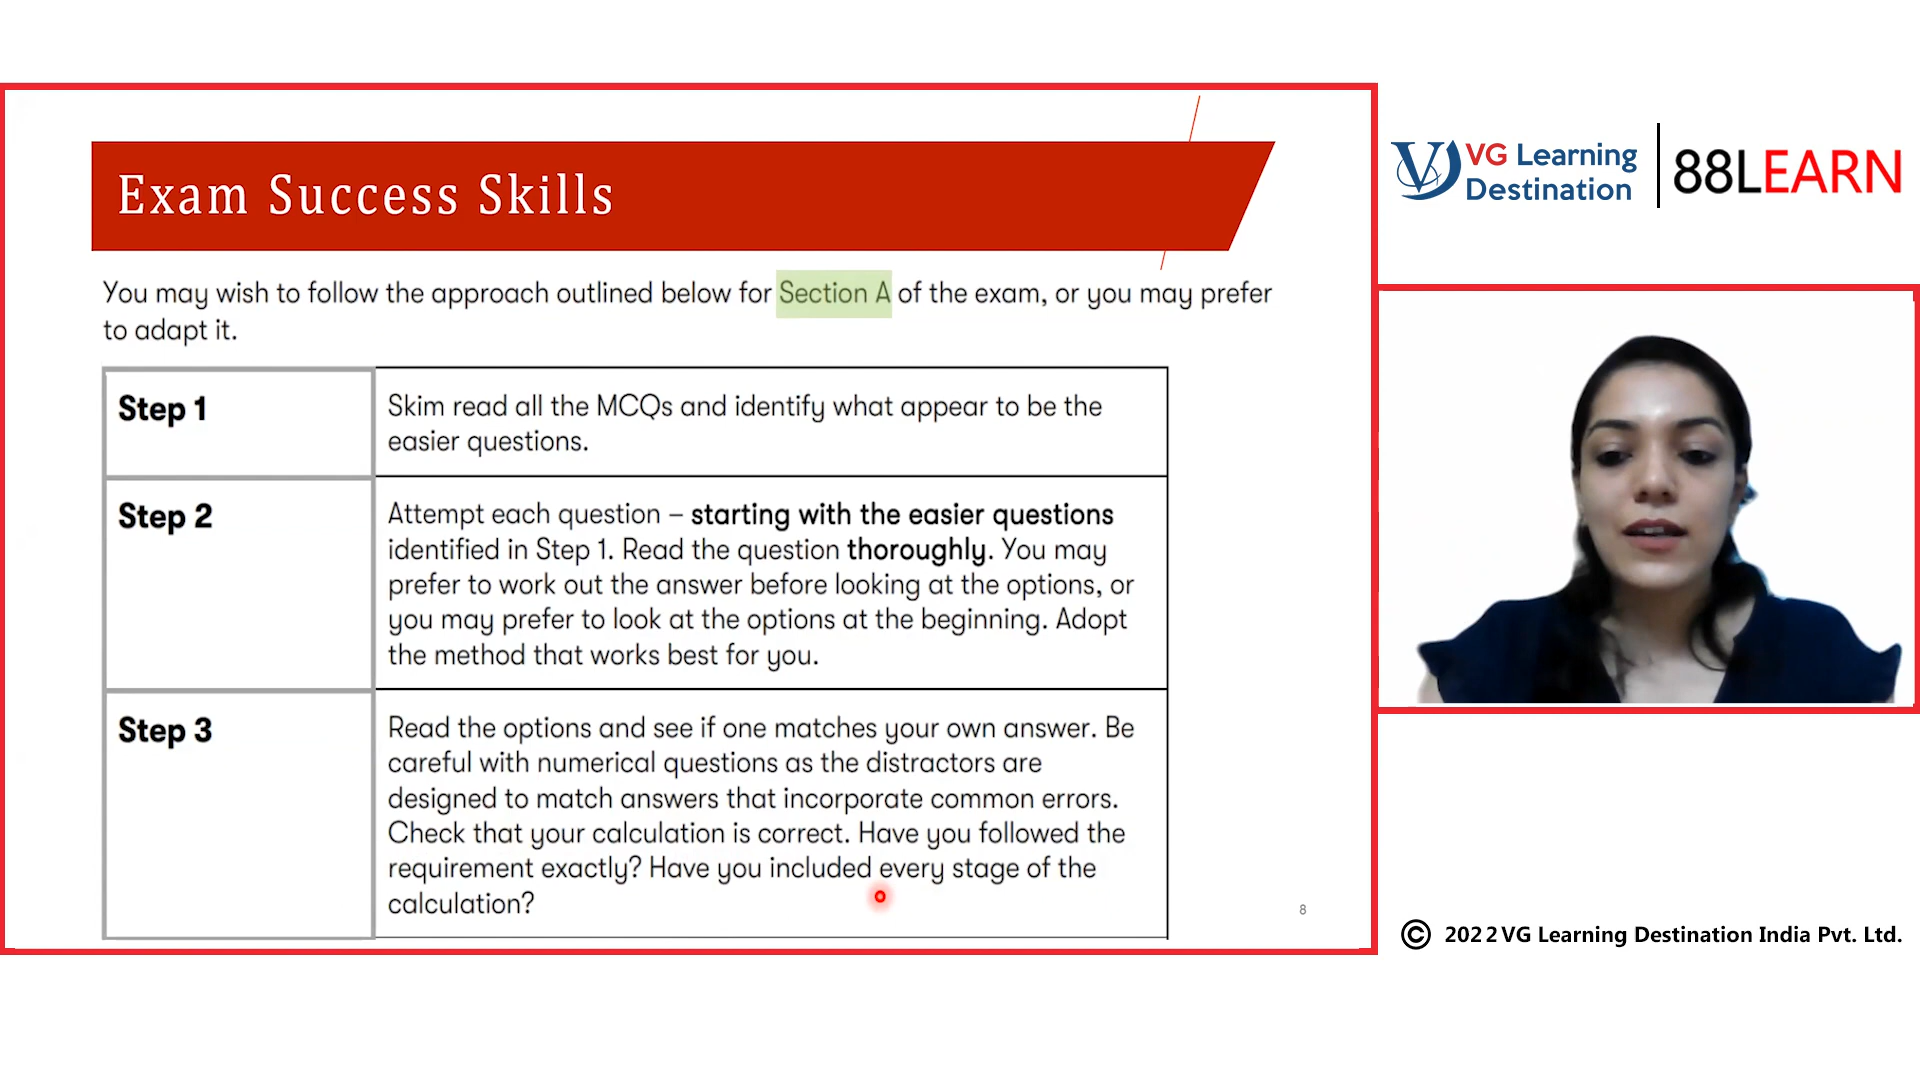 Exam Success Skills
You may wish to follow the approach outlined below for Section A of the exam, or you may prefer
to adapt it.
Step 1
Skim read all the MCQs and identify what appear to be the
easier questions.
Step 2
Attempt each question – starting with the easier questions
identified in Step 1. Read the question thoroughly. You may
prefer to work out the answer before looking at the options, or
you may prefer to look at the options at the beginning. Adopt
the method that works best for you.
Step 3
Read the options and see if one matches your own answer. Be
careful with numerical questions as the distractors are
designed to match answers that incorporate common errors.
Check that your calculation is correct. Have you followed the
requirement exactly? Have you included every stage of the
calculation?
8
VG Learning
Destination
88LEARN
© 2022 VG Learning Destination India Pvt. Ltd.